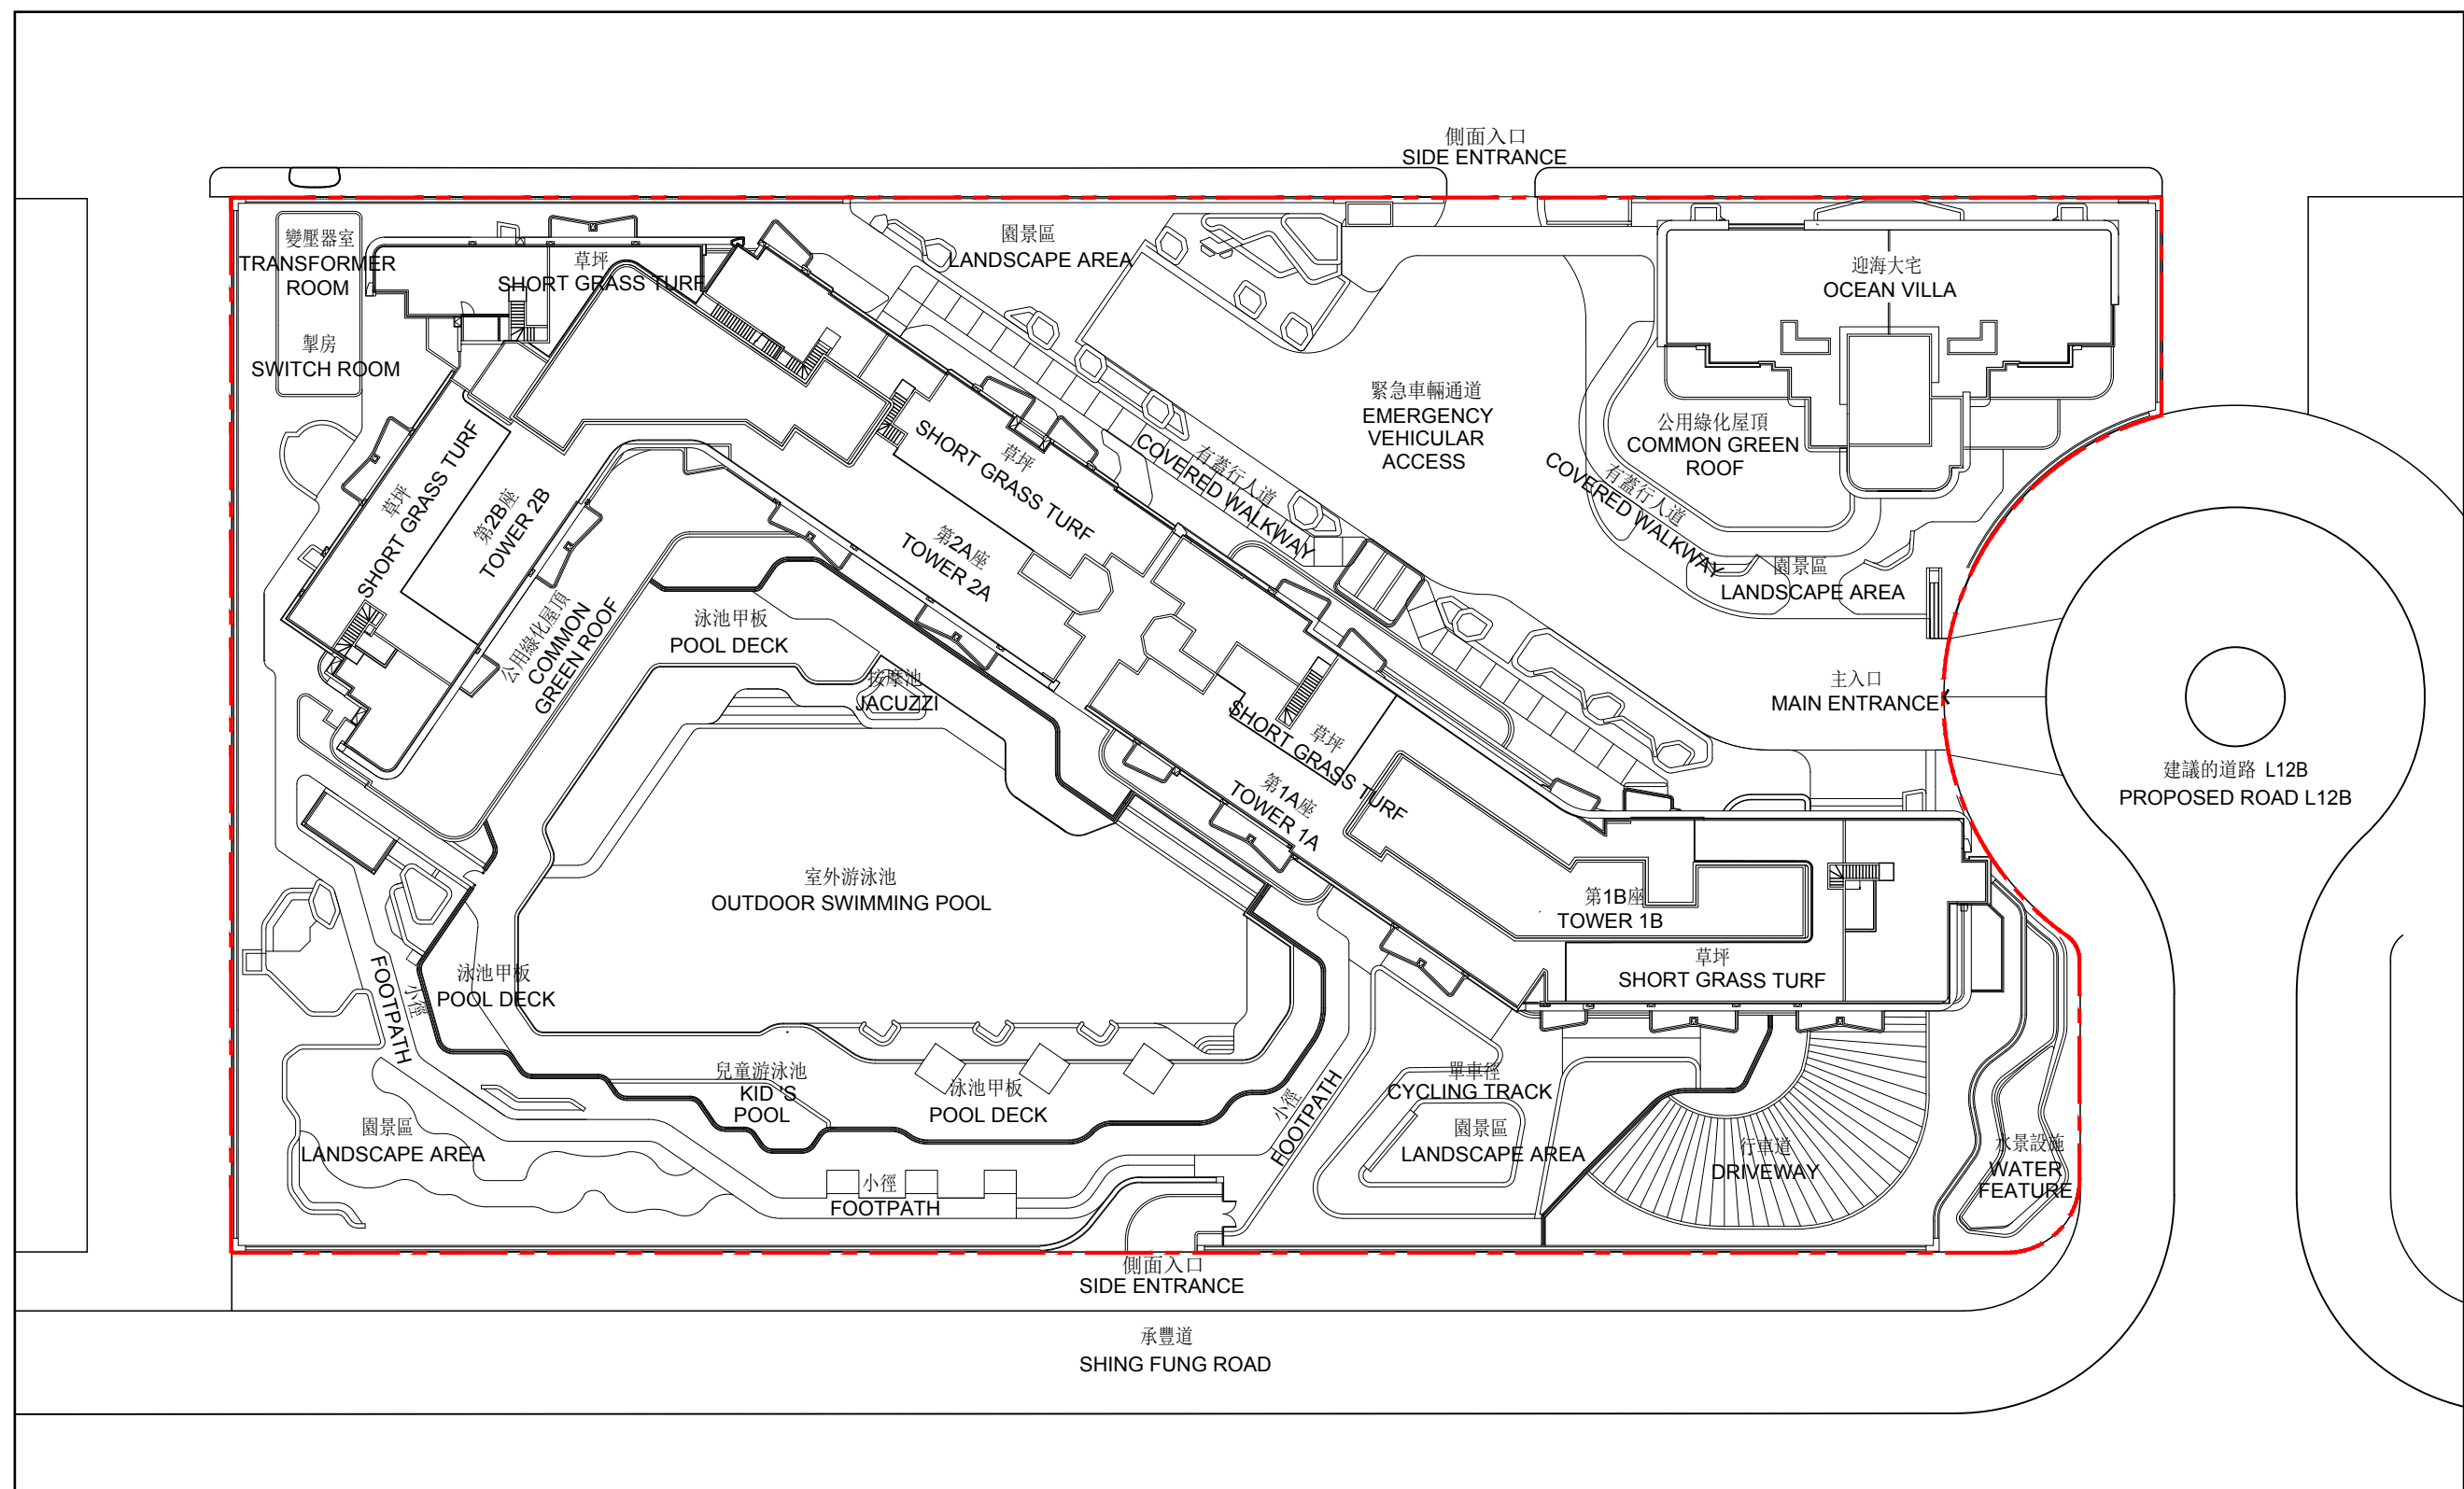 側面入口
SIDE ENTRANCE
變壓器室
TRANSFORMER
ROOM
掣房
SWITCH ROOM
草坪
SHORT GRASS TURF
園景區
LANDSCAPE AREA
迎海大宅
OCEAN VILLA
緊急車輛通道
EMERGENCY
VEHICULAR
ACCESS
公用綠化屋頂
COMMON GREEN
ROOF
有蓋行人道
COVERED WALKWAY
有蓋行人道
COVERED WALKWAY
草坪
SHORT GRASS TURF
第2B座
TOWER 2B
草坪
SHORT GRASS TURF
第2A座
TOWER 2A
公用綠化屋頂
COMMON
GREEN ROOF
泳池甲板
POOL DECK
按摩池
JACUZZI
園景區
LANDSCAPE AREA
主入口
MAIN ENTRANCE
建議的道路 L12B
PROPOSED ROAD L12B
草坪
SHORT GRASS TURF
第1A座
TOWER 1A
室外游泳池
OUTDOOR SWIMMING POOL
第1B座
TOWER 1B
草坪
SHORT GRASS TURF
小徑
FOOTPATH
泳池甲板
POOL DECK
兒童游泳池
KID 'S
POOL
泳池甲板
POOL DECK
小徑
FOOTPATH
單車徑
CYCLING TRACK
園景區
LANDSCAPE AREA
行車道
DRIVEWAY
水景設施
WATER
FEATURE
園景區
LANDSCAPE AREA
小徑
FOOTPATH
側面入口
SIDE ENTRANCE
承豐道
SHING FUNG ROAD